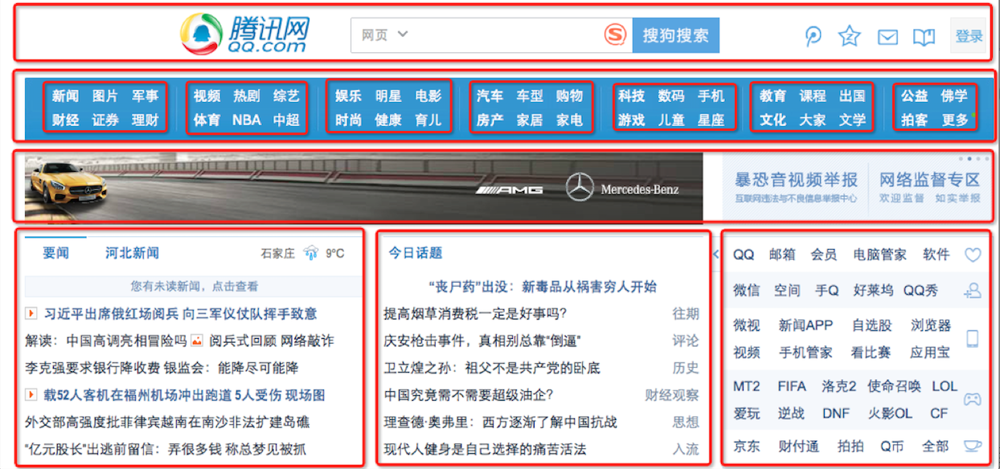 腾讯网
QQ.com
网页
搜狗搜索
登录
新闻 图片 军事 视频 热剧 综艺 娱乐 明星 电影 汽车 车型 购物 科技 数码 手机 教育 课程 出国 公益 佛学
财经 证券 理财 体育 NBA 中超 时尚 健康 育儿 房产 家居 家电 游戏 儿童 星座 文化 大家 文学 拍客 更多
AMG
Mercedes-Benz
暴恐音视频举报
互联网违法与不良信息举报中心
网络监督专区
欢迎监督 如实举报
要闻 河北新闻 石家庄 9°C
您有未读新闻，点击查看
习近平出席俄红场阅兵 向三军仪仗队挥手致意
解读：中国高调亮相冒险吗 阅兵式回顾 网络敲诈
李克强要求银行降收费 银监会：能降尽可能降
载52人客机在福州机场冲出跑道 5人受伤 现场图
外交部高强度批菲律宾越南在南沙非法扩建岛礁
“亿元股长”出逃前留信：弄很多钱 称总梦见被抓
今日话题
“丧尸药”出没：新毒品从祸害穷人开始
提高烟草消费税一定是好事吗? 往期
庆安枪击事件，真相别总靠“倒逼” 评论
卫立煌之孙：祖父不是共产党的卧底 历史
中国究竟需不需要超级油企? 财经观察
理查德·奥弗里：西方逐渐了解中国抗战 思想
现代人健身是自己选择的痛苦活法 人流
QQ 邮箱 会员 电脑管家 软件
微信 空间 手Q 好莱坞 QQ秀
微视 新闻APP 自选股 浏览器
视频 手机管家 看比赛 应用宝
MT2 FIFA 洛克2 使命召唤 LOL
爱玩 逆战 DNF 火影OL CF
京东 财付通 拍拍 Q币 全部